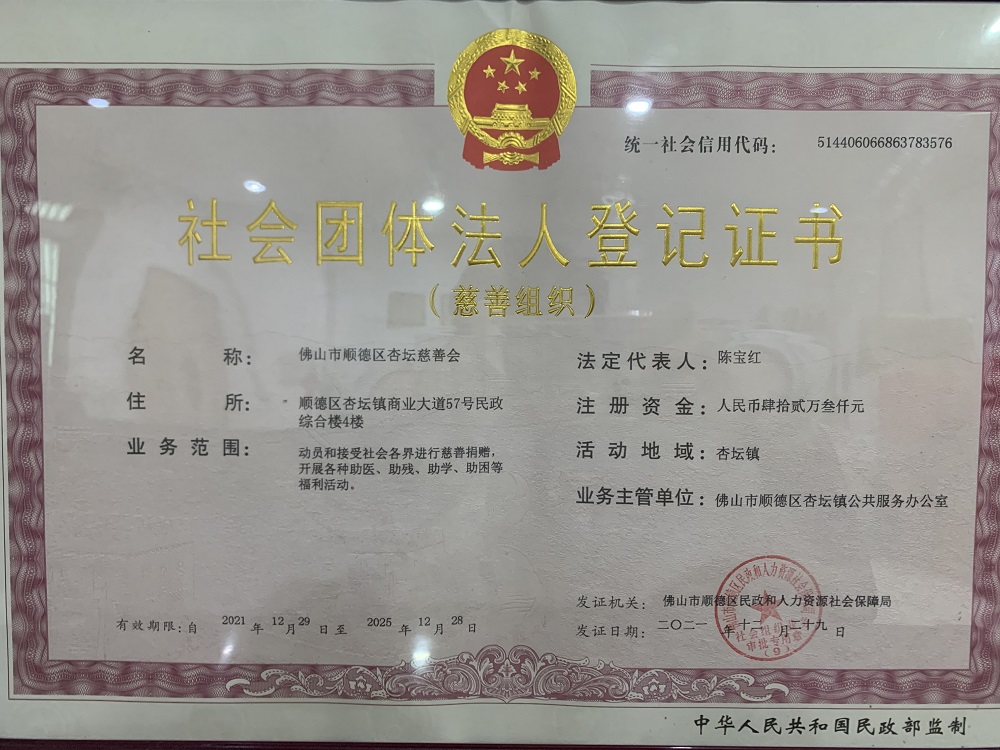 统一社会信用代码： 514406066863783576
社会团体法人登记证书
（慈善组织）
名称： 佛山市顺德区杏坛慈善会
住所： 顺德区杏坛镇商业大道57号民政
综合楼4楼
业务范围： 动员和接受社会各界进行慈善捐赠，
开展各种助医、助残、助学、助困等
福利活动。
法定代表人： 陈宝红
注册资金： 人民币肆拾贰万叁仟元
活动地域： 杏坛镇
业务主管单位： 佛山市顺德区杏坛镇公共服务办公室
发证机关： 佛山市顺德区民政和人力资源社会保障局
发证日期： 二〇二一年十二月二十九日
有效期限：自 2021 年 12 月 29 日 至 2025 年 12 月 28 日
审批专用章
（9）
中华人民共和国民政部监制